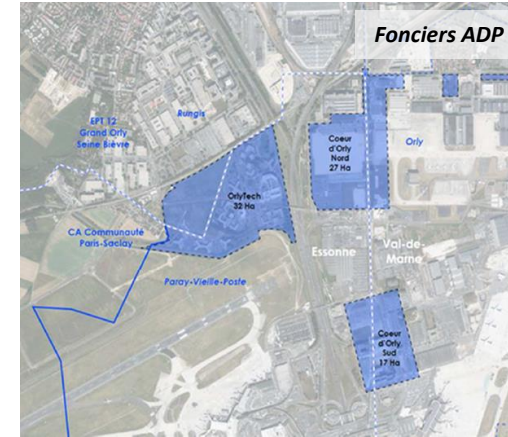 Fonciers ADP
EPT 12
Grand Orly
Seine Bièvre
Rungis
Coeur
d'Orly
Nord
27 Ha
Orly
OrlyTech
32 Ha
CA Communauté
Paris-Saclay
Essonne
Val-de-
Marne
Paray-Vieille-Poste
Coeur
d'Orly
Sud
17 Ha